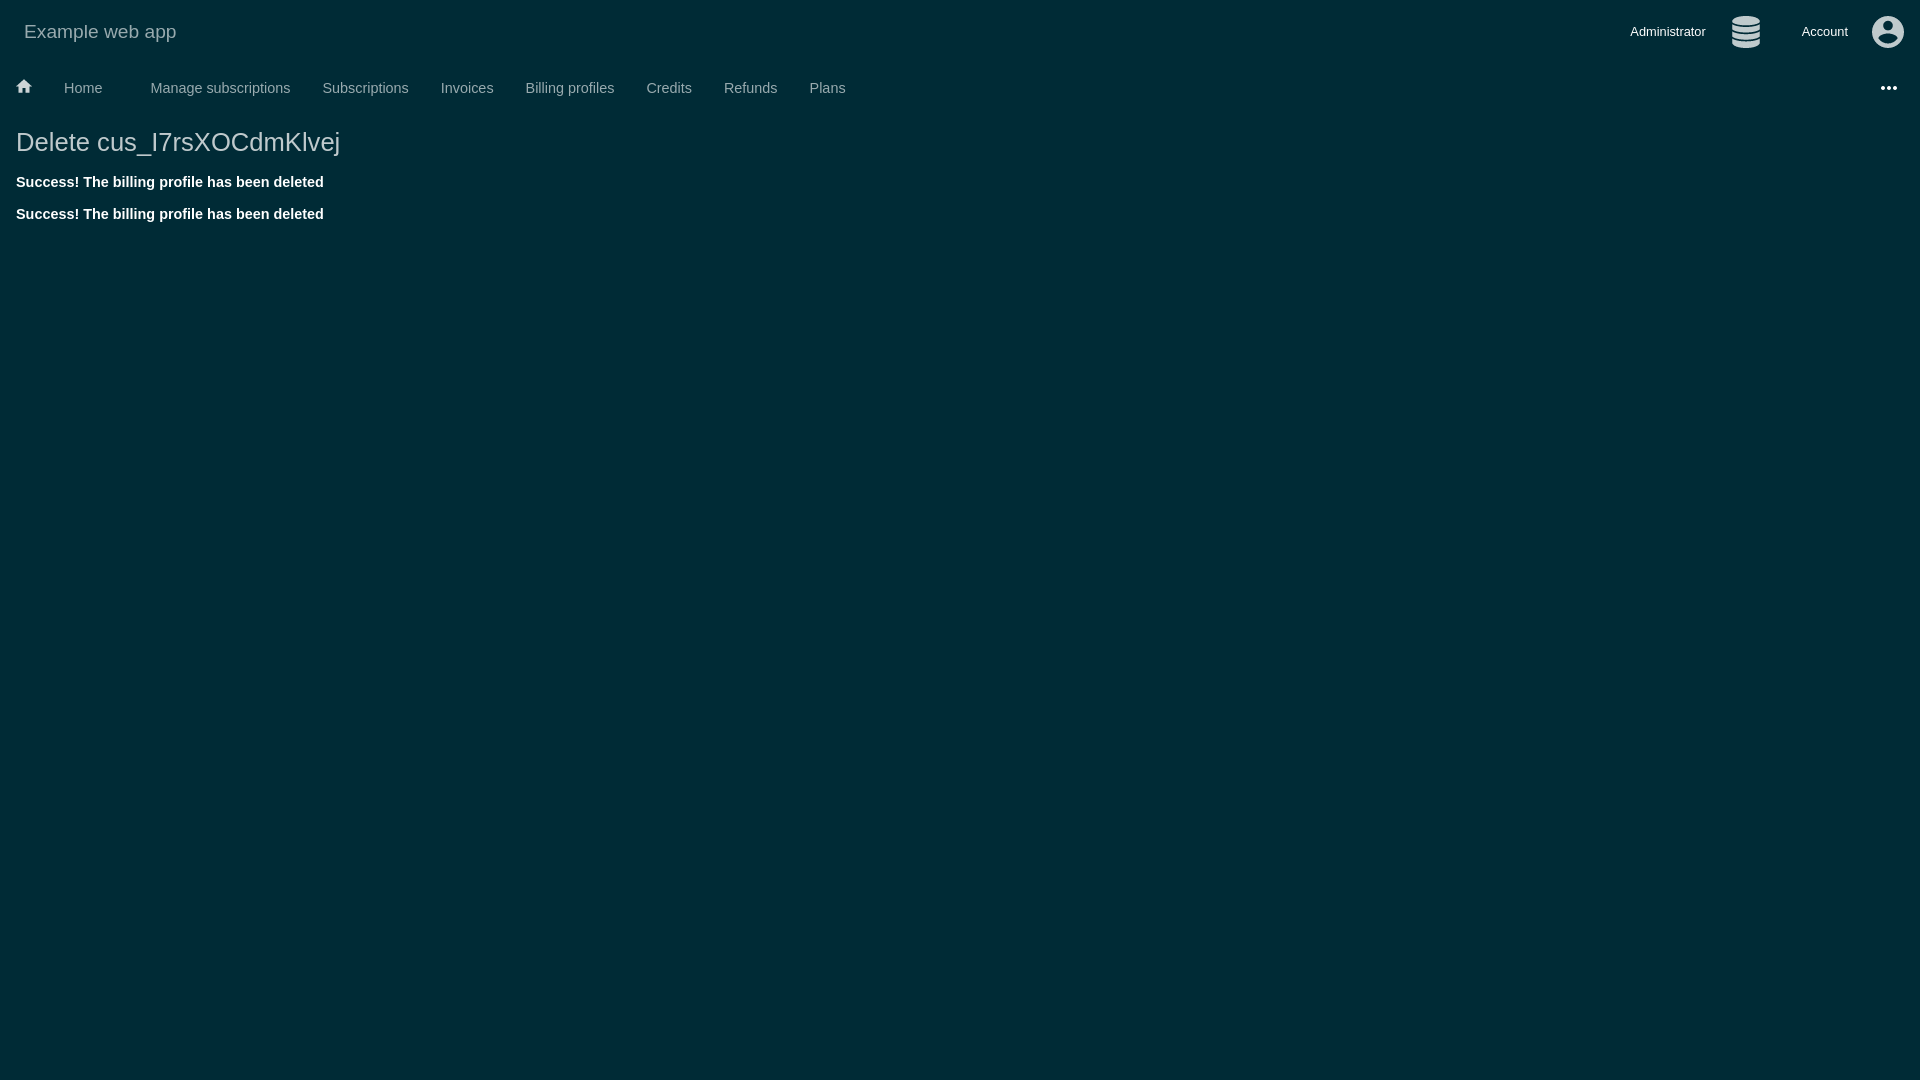 Example web app
Administrator
Account
Home
Manage subscriptions
Subscriptions
Invoices
Billing profiles
Credits
Refunds
Plans
Delete cus_I7rsXOCdmKlvej
Success! The billing profile has been deleted
Success! The billing profile has been deleted